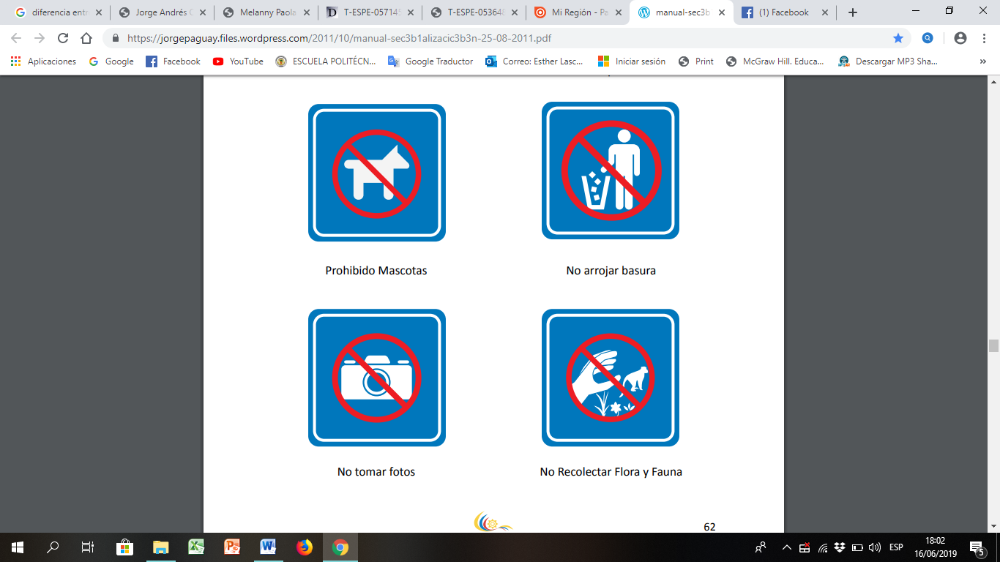 diferencia entr
Jorge Andrés C
Melanny Paola
T-ESPE-057145
T-ESPE-053648
Mi Región - Pa
manual-sec3b
(1) Facebook
https://jorgepaguay.files.wordpress.com/2011/10/manual-sec3b1alizacic3b3n-25-08-2011.pdf
Aplicaciones
Google
Facebook
YouTube
ESCUELA POLITÉCN...
Google Traductor
Correo: Esther Lasc...
Iniciar sesión
Print
McGraw Hill. Educa...
Descargar MP3 Sha...
»
Prohibido Mascotas
No arrojar basura
No tomar fotos
No Recolectar Flora y Fauna
62
ESP
18:02
16/06/2019
5